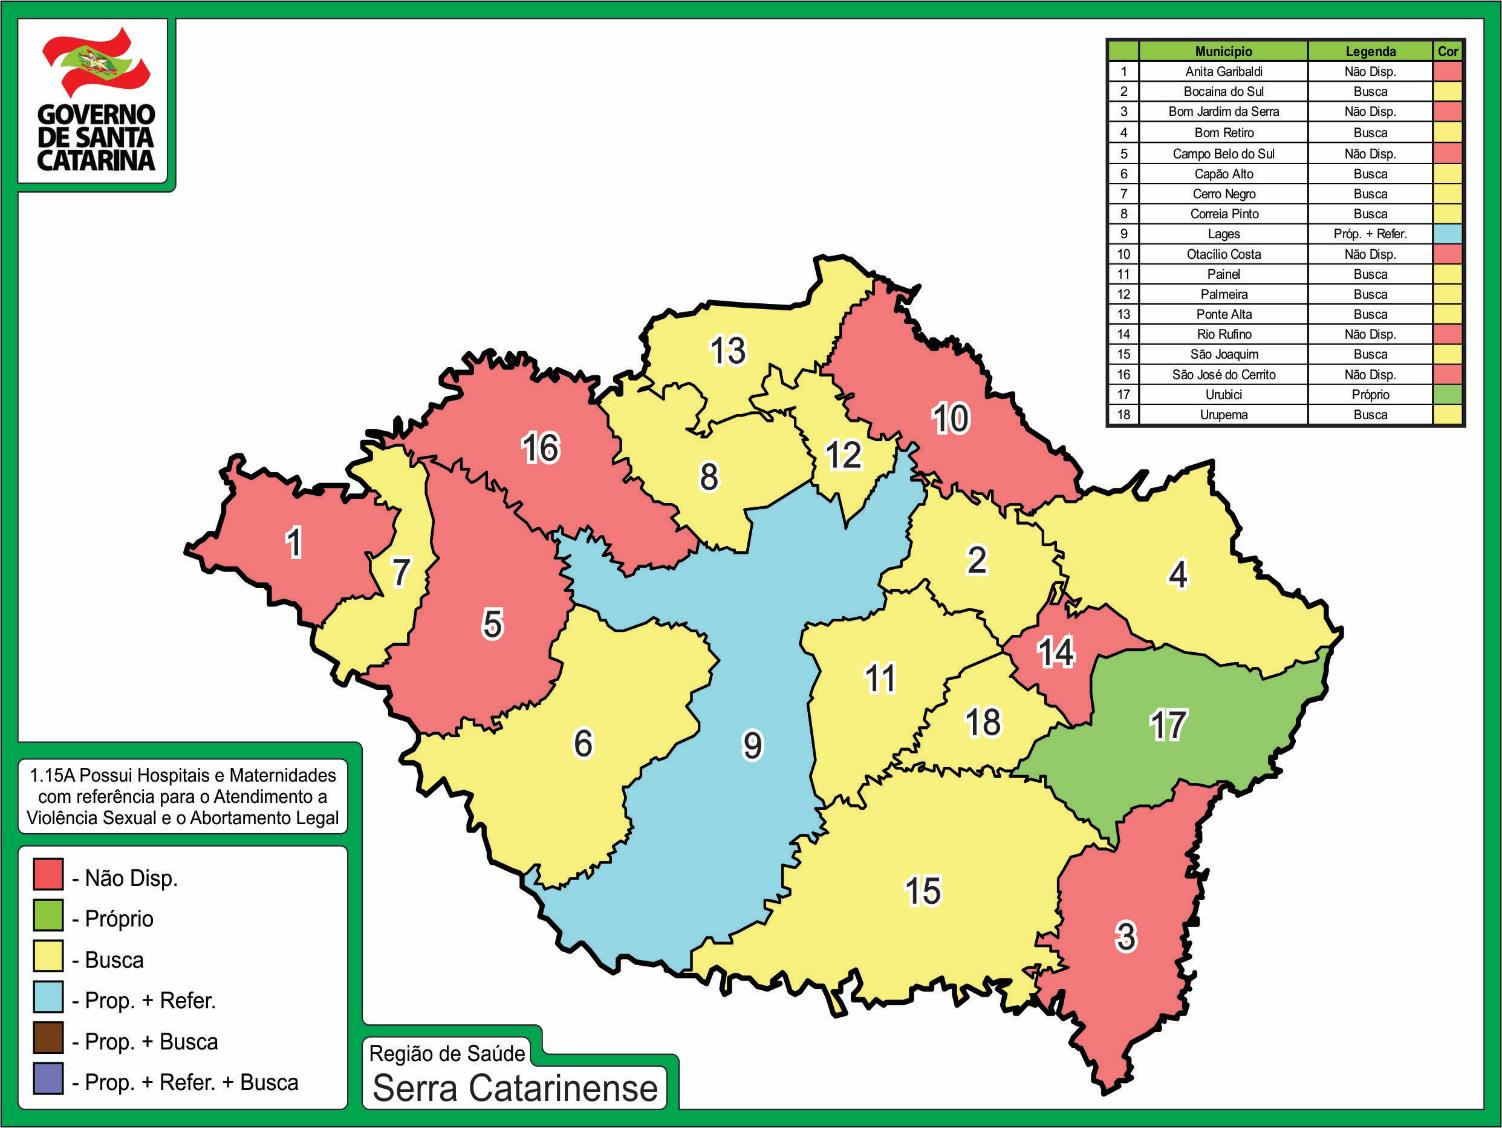 GOVERNO
DE SANTA
CATARINA
Município Legenda Cor
1 Anita Garibaldi Não Disp.
2 Bocaina do Sul Busca
3 Bom Jardim da Serra Não Disp.
4 Bom Retiro Busca
5 Campo Belo do Sul Não Disp.
6 Capão Alto Busca
7 Cerro Negro Busca
8 Correia Pinto Busca
9 Lages Próp. + Refer.
10 Otacílio Costa Não Disp.
11 Painel Busca
12 Palmeira Busca
13 Ponte Alta Busca
14 Rio Rufino Não Disp.
15 São Joaquim Busca
16 São José do Cerrito Não Disp.
17 Urubici Próprio
18 Urupema Busca
13
10
16
12
8
1
2
7
4
5
14
11
18
17
6
9
15
3
1.15A Possui Hospitais e Maternidades
com referência para o Atendimento a
Violência Sexual e o Abortamento Legal
- Não Disp.
- Próprio
- Busca
- Prop. + Refer.
- Prop. + Busca
- Prop. + Refer. + Busca
Região de Saúde
Serra Catarinense